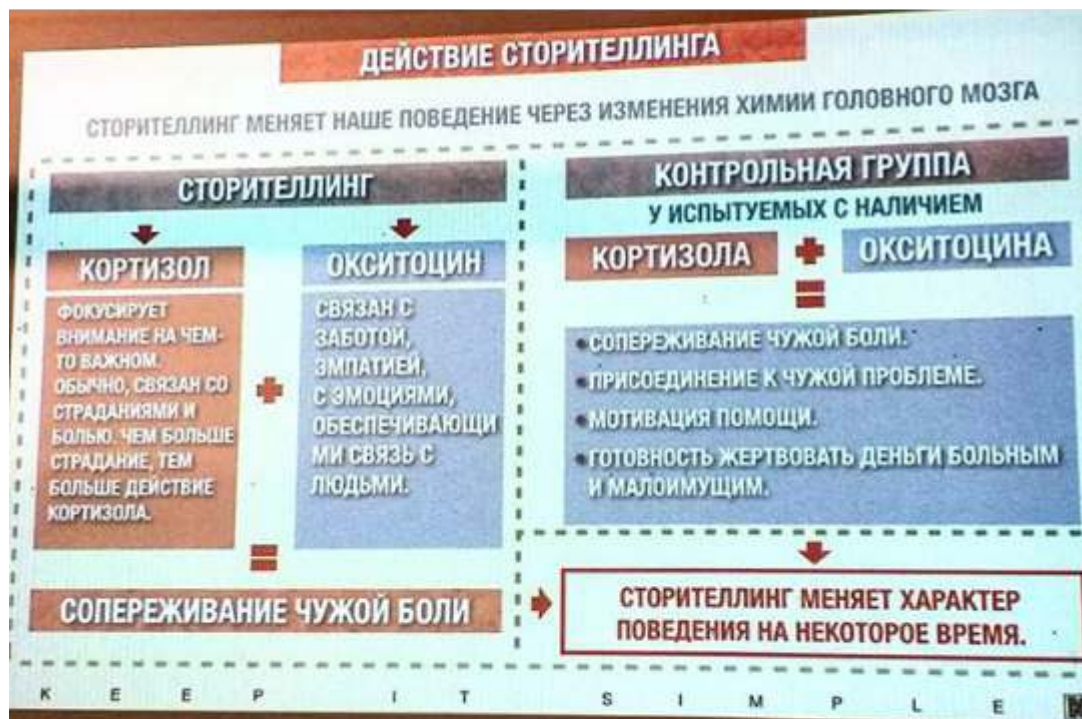 ДЕЙСТВИЕ СТОРИТЕЛЛИНГА
СТОРИТЕЛЛИНГ МЕНЯЕТ НАШЕ ПОВЕДЕНИЕ ЧЕРЕЗ ИЗМЕНЕНИЯ ХИМИИ ГОЛОВНОГО МОЗГА
СТОРИТЕЛЛИНГ
КОРТИЗОЛ
ФОКУСИРУЕТ
ВНИМАНИЕ НА ЧЕМ-
ТО ВАЖНОМ.
ОБЫЧНО, СВЯЗАН СО
СТРАДАНИЯМИ И
БОЛЬЮ. ЧЕМ БОЛЬШЕ
СТРАДАНИЕ, ТЕМ
БОЛЬШЕ ДЕЙСТВИЕ
КОРТИЗОЛА.
+
ОКСИТОЦИН
СВЯЗАН С
ЗАБОТОЙ,
ЭМПАТИЕЙ,
С ЭМОЦИЯМИ,
ОБЕСПЕЧИВАЮЩИ
МИ СВЯЗЬ С
ЛЮДЬМИ.
=
СОПЕРЕЖИВАНИЕ ЧУЖОЙ БОЛИ
КОНТРОЛЬНАЯ ГРУППА
У ИСПЫТУЕМЫХ С НАЛИЧИЕМ
КОРТИЗОЛА + ОКСИТОЦИНА
=
•СОПЕРЕЖИВАНИЕ ЧУЖОЙ БОЛИ.
•ПРИСОЕДИНЕНИЕ К ЧУЖОЙ ПРОБЛЕМЕ.
•МОТИВАЦИЯ ПОМОЩИ.
•ГОТОВНОСТЬ ЖЕРТВОВАТЬ ДЕНЬГИ БОЛЬНЫМ
И МАЛОИМУЩИМ.
СТОРИТЕЛЛИНГ МЕНЯЕТ ХАРАКТЕР
ПОВЕДЕНИЯ НА НЕКОТОРОЕ ВРЕМЯ.
KEEP IT SIMPLE